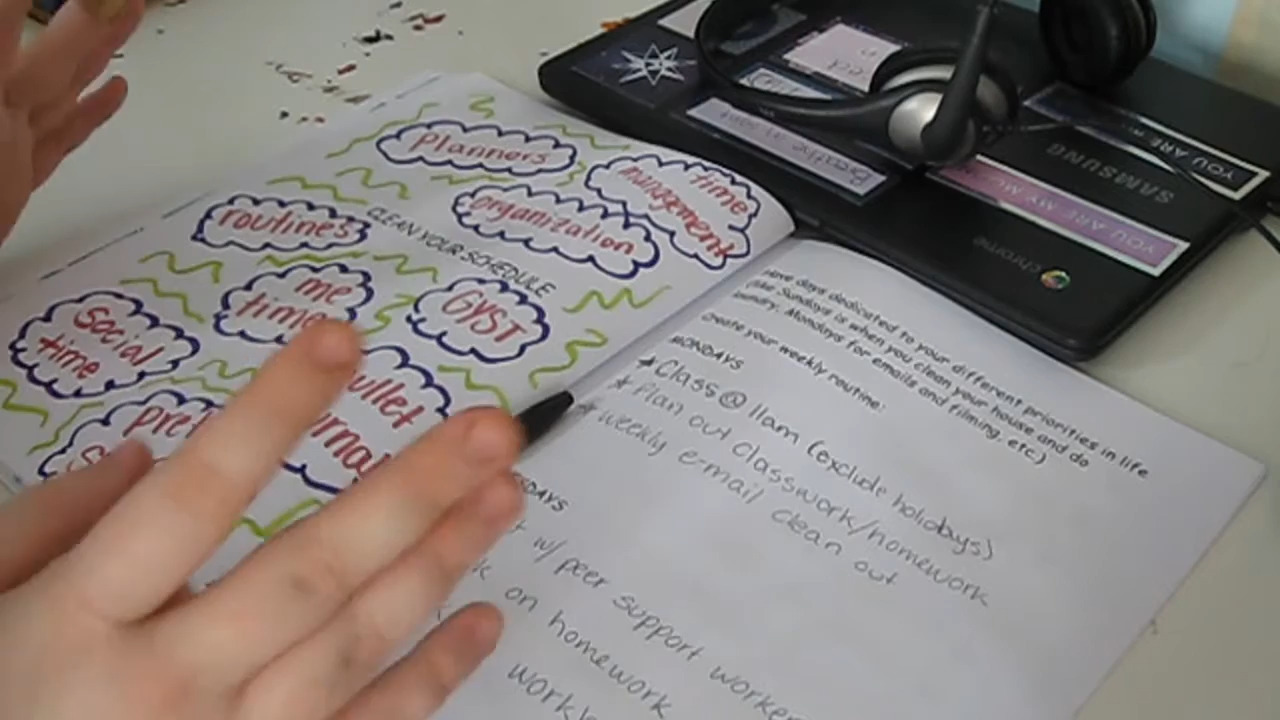 planners
time
management
organization
routines
CLEAN YOUR SCHEDULE
me
time
GYST
social
time
Have days dedicated to your different priorities in life
(like Sundays is when you clean your house and do
laundry, Mondays for emails and filming, etc)
Create your weekly routine:
MONDAYS
* Class @ 11am (exclude holidays)
* Plan out classwork/homework
* weekly e-mail clean out
w/ peer support worker
on homework
YOU ARE MY
YOU ARE
SAMSUNG
chrome
Breathe